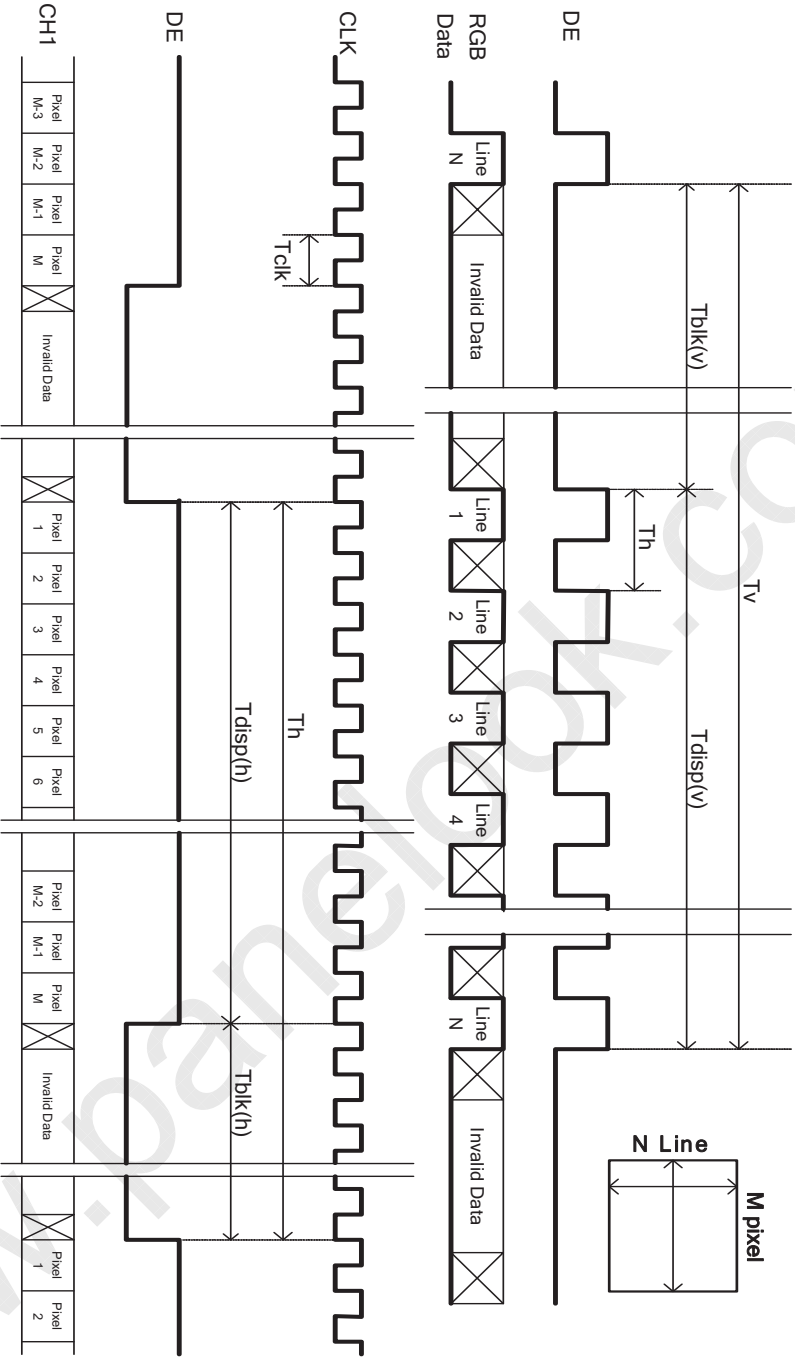 Tv
Tblk(v) Tdisp(v)
Th
M pixel
N Line
DE
RGB
Data
Line
N
Invalid Data
Line
1
Line
2
Line
3
Line
4
Line
N
Invalid Data
CLK
Tclk
Th
Tdisp(h) Tblk(h)
DE
CH1
Pixel
M-3
Pixel
M-2
Pixel
M-1
Pixel
M
Invalid Data
Pixel
1
Pixel
2
Pixel
3
Pixel
4
Pixel
5
Pixel
6
Pixel
M-2
Pixel
M-1
Pixel
M
Invalid Data
Pixel
1
Pixel
2
w.panelook.co